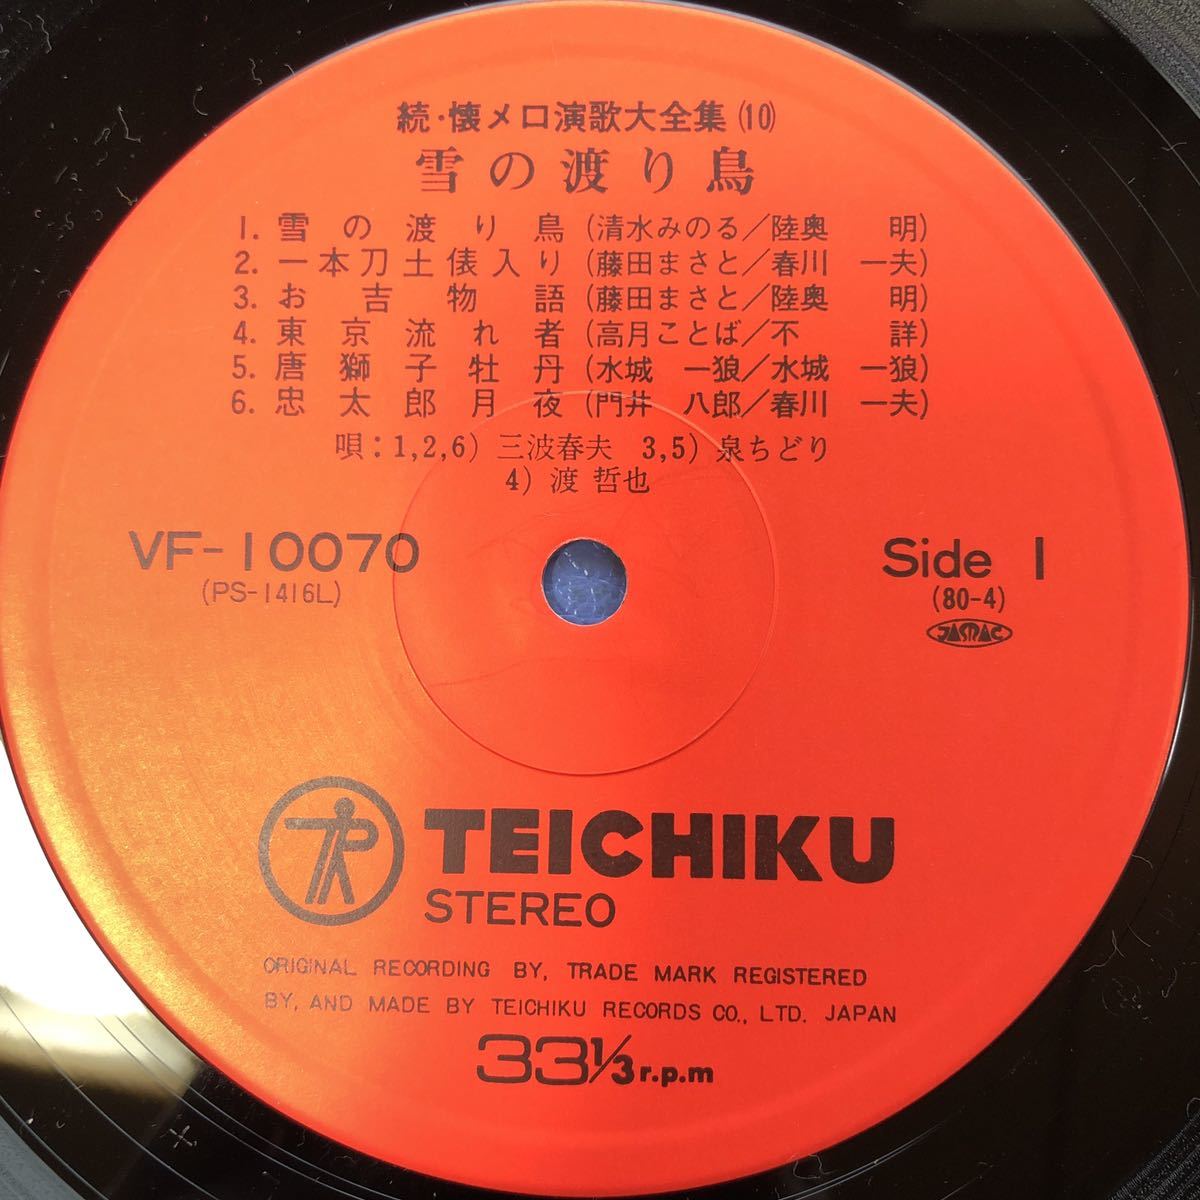 続・懐メロ演歌大全集(10)
雪の渡り鳥
1. 雪の渡り鳥(清水みのる/陸奥 明)
2. 一本刀土俵入り(藤田まさと/春川 一夫)
3. お吉物語(藤田まさと/陸奥 明)
4. 東京流れ者(高月ことば/不 詳)
5. 唐獅子牡丹(水城 一狼/水城 一狼)
6. 忠太郎月夜(門井 八郎/春川 一夫)
唄:1,2,6) 三波春夫 3,5) 泉ちどり
4) 渡 哲也
VF-10070
(PS-1416L)
Side 1
(80-4)
JASRAC
TEICHIKU
STEREO
ORIGINAL RECORDING BY, TRADE MARK REGISTERED
BY, AND MADE BY TEICHIKU RECORDS CO., LTD. JAPAN
33⅓ r.p.m